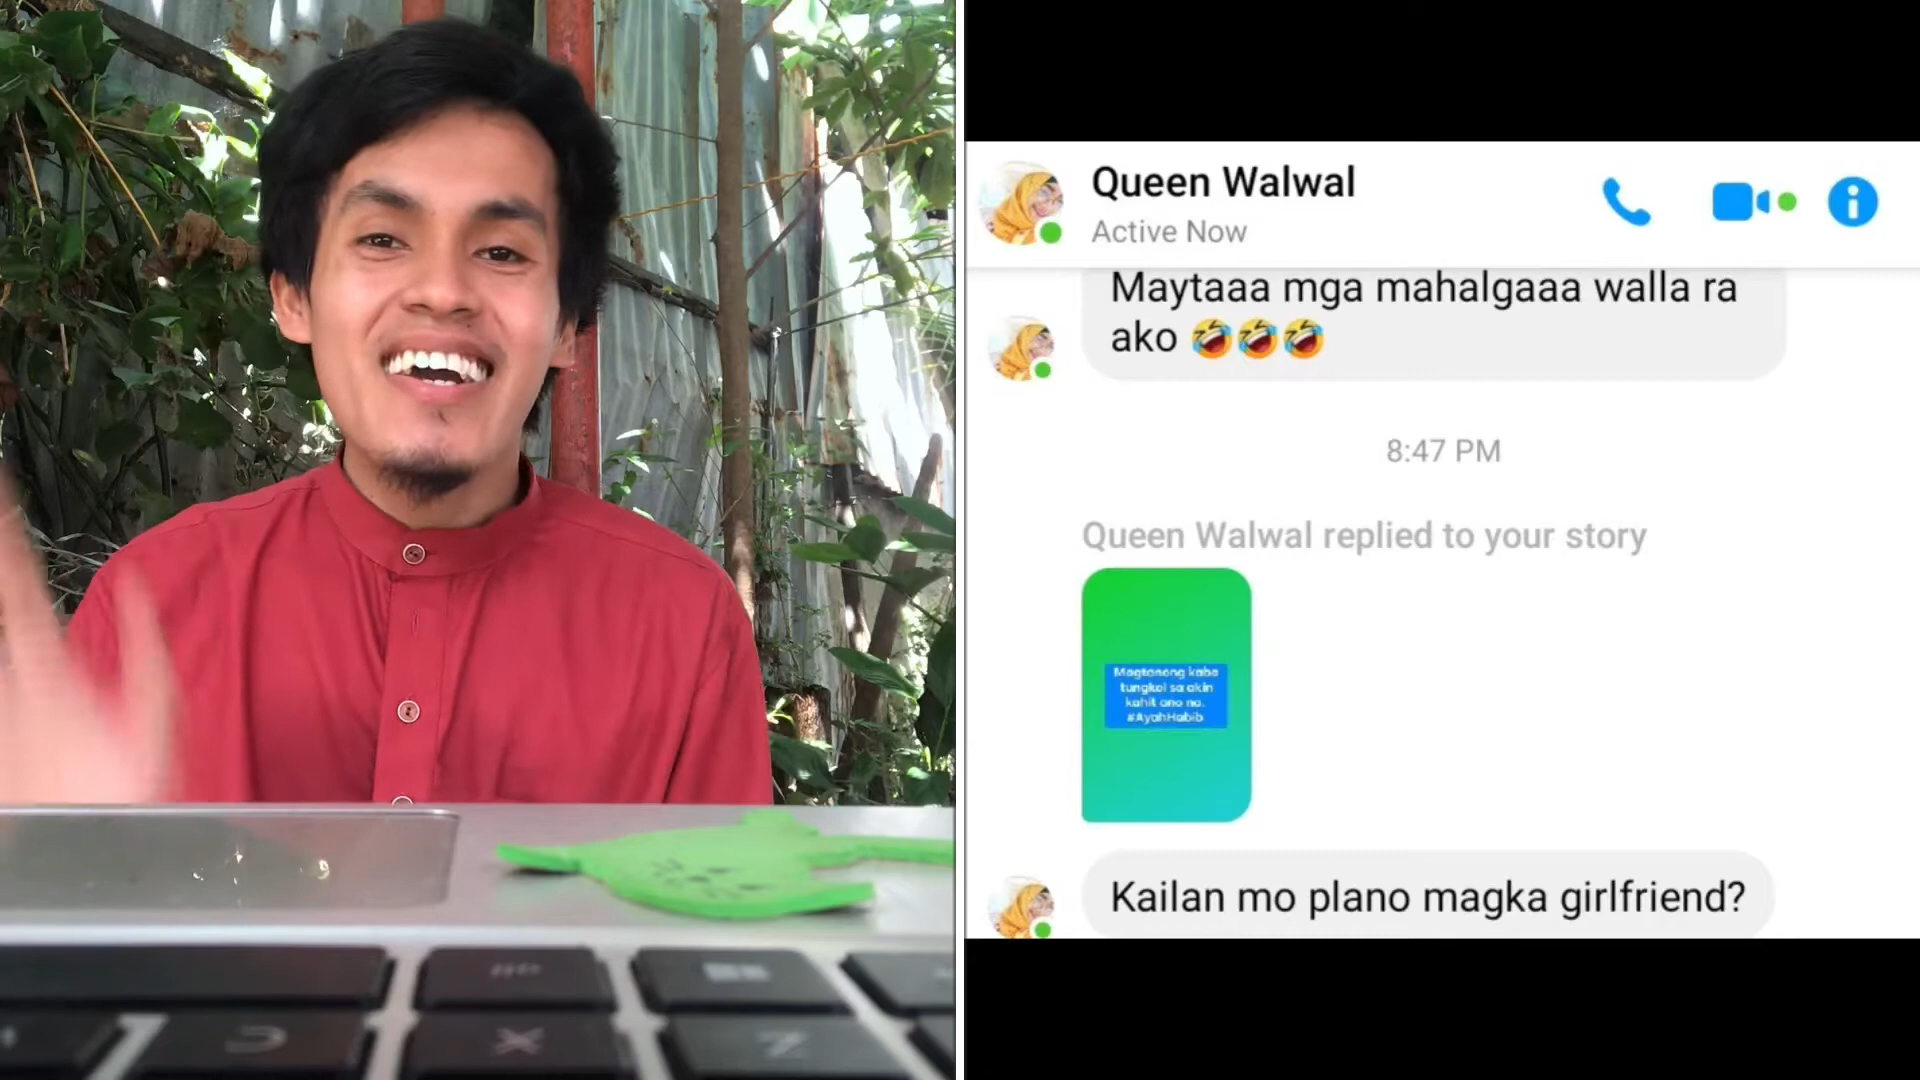 Queen Walwal
Active Now
Maytaaa mga mahalgaaa walla ra
ako 🤣🤣🤣
8:47 PM
Queen Walwal replied to your story
Magtanong kaba
tungkol sa akin
kahit ano na.
#AyahHabib
Kailan mo plano magka girlfriend?
X